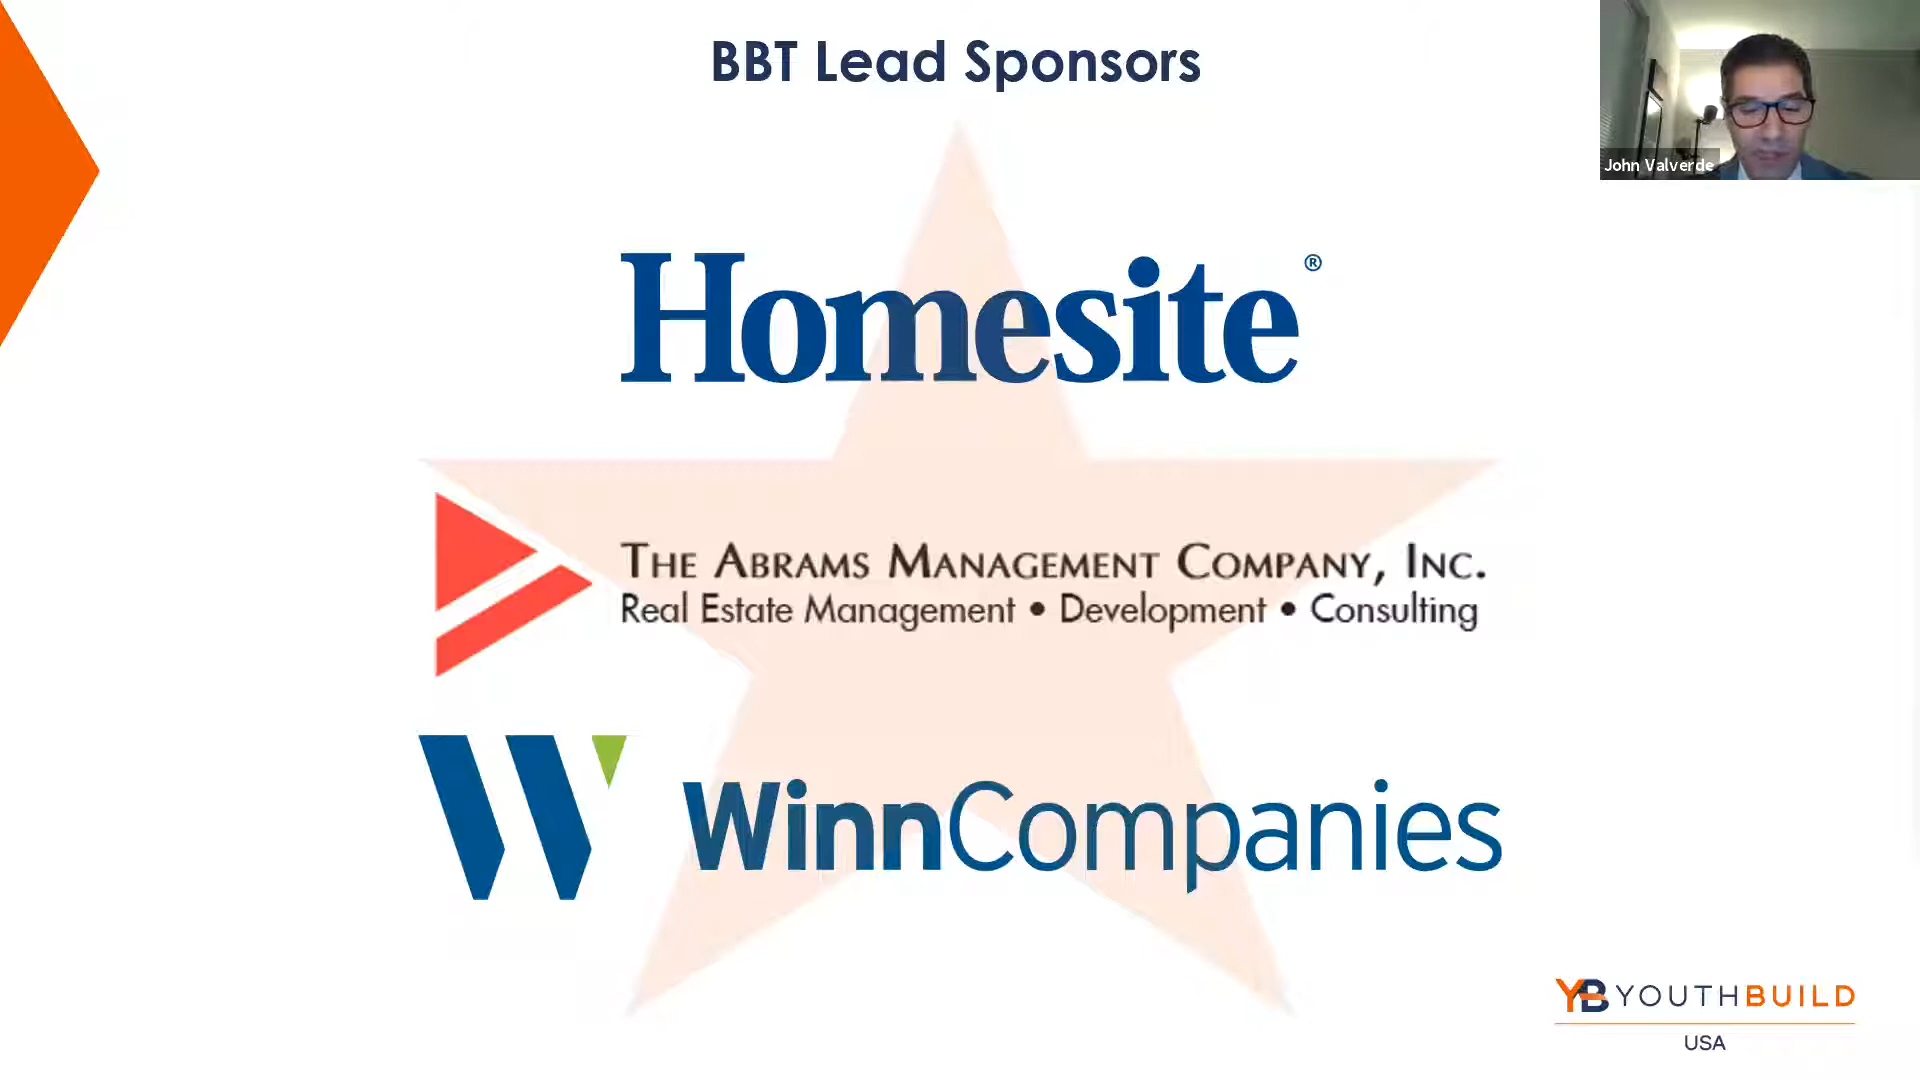 BBT Lead Sponsors
John Valverde
Homesite®
THE ABRAMS MANAGEMENT COMPANY, INC.
Real Estate Management • Development • Consulting
WinnCompanies
YB YOUTHBUILD
USA